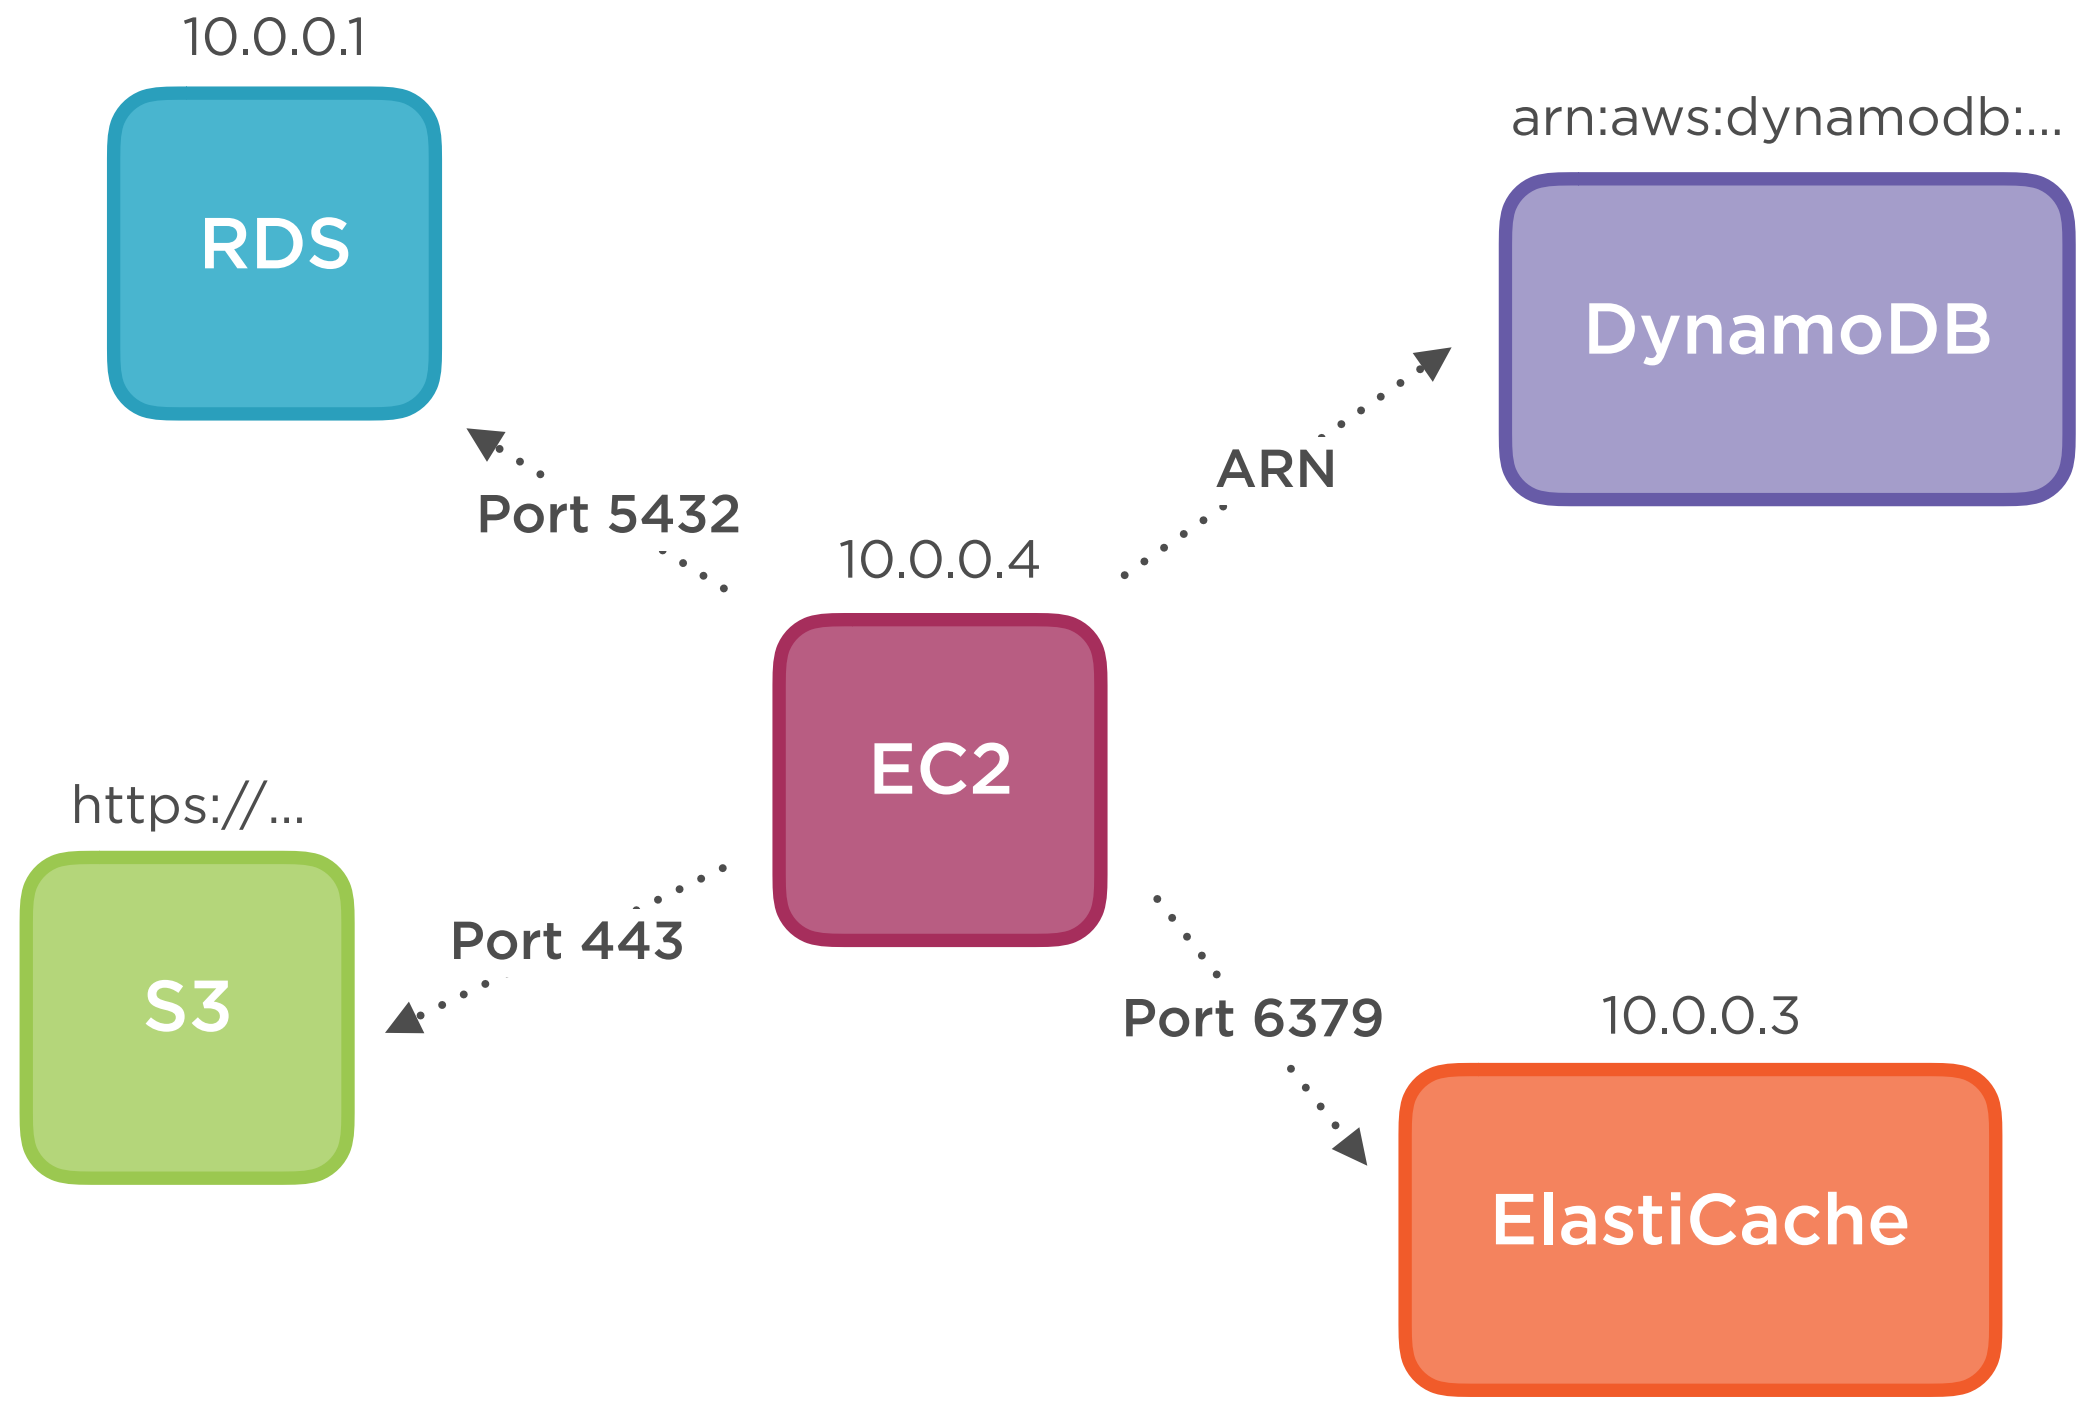 10.0.0.1
RDS
arn:aws:dynamodb:...
DynamoDB
ARN
Port 5432
10.0.0.4
EC2
https://...
S3
Port 443
Port 6379
10.0.0.3
ElastiCache